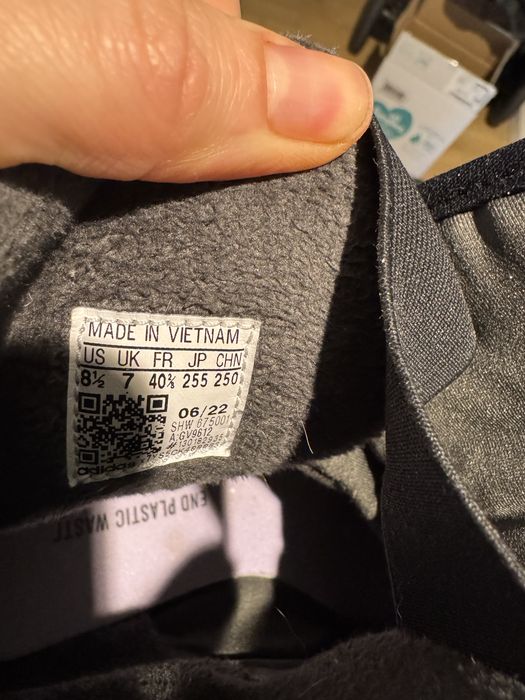 MADE IN VIETNAM
US UK FR JP CHN
8½ 7 40⅔ 255 250
06/22
SHW 675001
A.GV9612
END PLASTIC WASTE